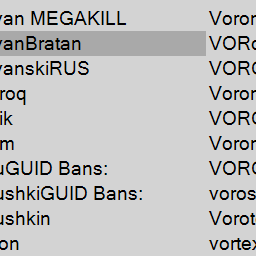 van MEGAKILL Voron
vanBratan VORo
vanskiRUS VORO
roq Voron
ik VORO
m Voron
uGUID Bans: VORO
ushkiGUID Bans: voros
ushkin Vorot
on vortex